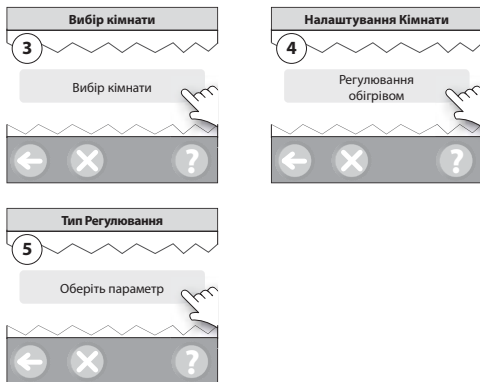 Вибір кімнати
3
Вибір кімнати
?
Налаштування Кімнати
4
Регулювання
обігрівом
?
Тип Регулювання
5
Оберіть параметр
?